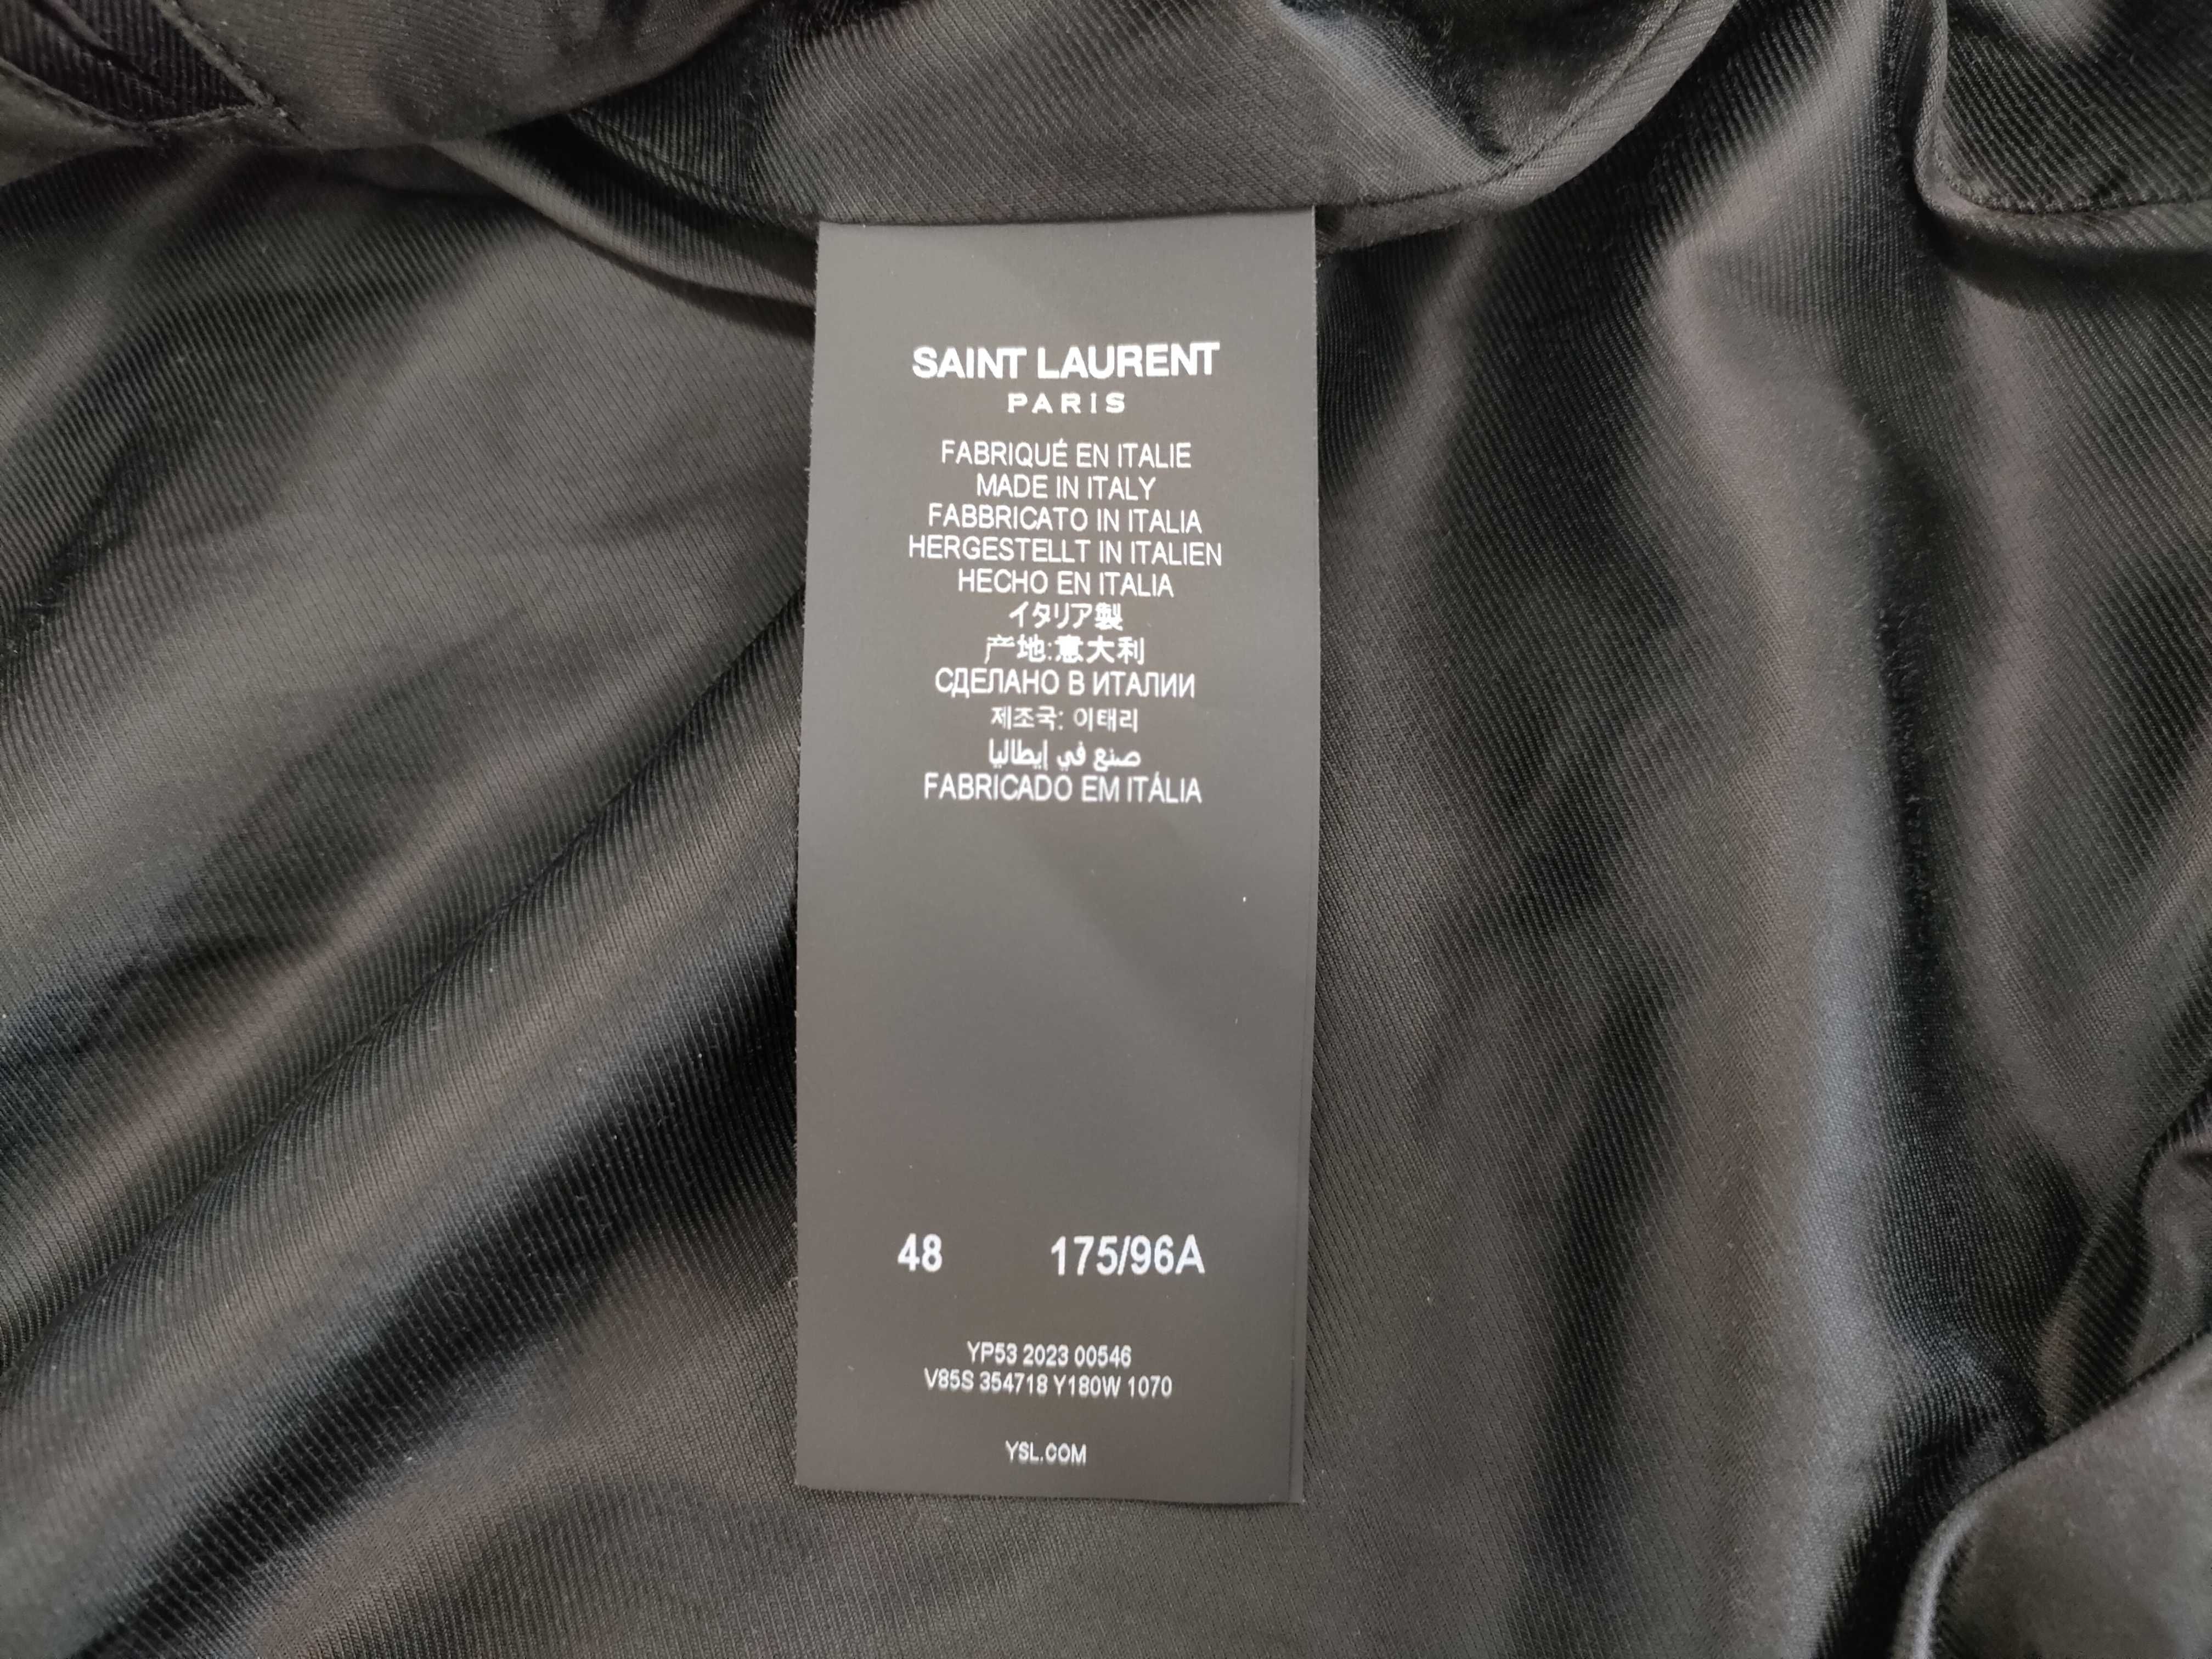 SAINT LAURENT
PARIS
FABRIQUÉ EN ITALIE
MADE IN ITALY
FABBRICATO IN ITALIA
HERGESTELLT IN ITALIEN
HECHO EN ITALIA
イタリア製
产地:意大利
СДЕЛАНО В ИТАЛИИ
제조국: 이태리
صنع في إيطاليا
FABRICADO EM ITÁLIA
48 175/96A
YP53 2023 00546
V85S 354718 Y180W 1070
YSL.COM